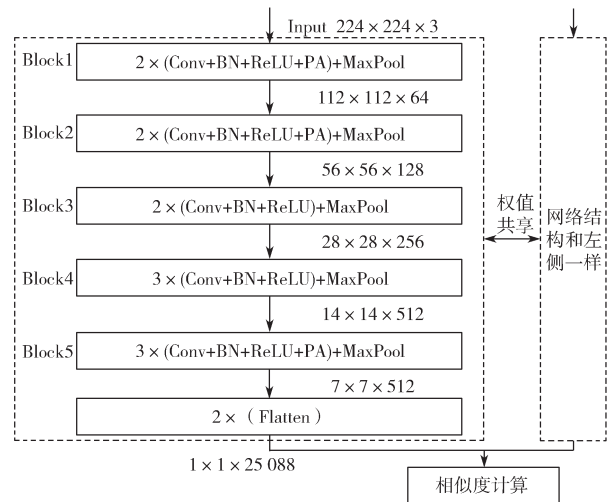 Input 224×224×3
Block1
2×(Conv+BN+ReLU+PA)+MaxPool
112×112×64
Block2
2×(Conv+BN+ReLU+PA)+MaxPool
56×56×128
Block3
2×(Conv+BN+ReLU)+MaxPool
28×28×256
Block4
3×(Conv+BN+ReLU)+MaxPool
14×14×512
Block5
3×(Conv+BN+ReLU+PA)+MaxPool
7×7×512
2×（Flatten）
1×1×25 088
权值
共享
网络结
构和左
侧一样
相似度计算